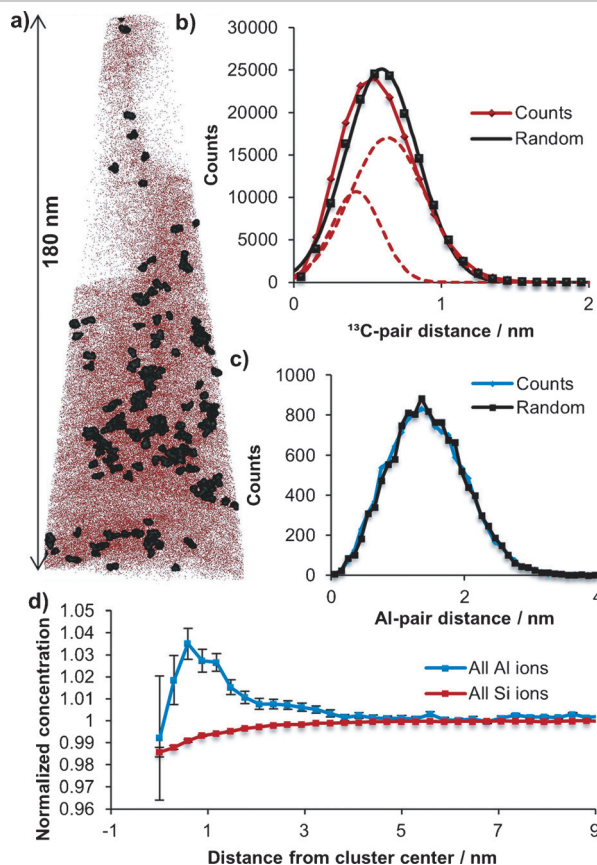 a)
180 nm
b)
30000
25000
20000
15000
10000
5000
0
Counts
Counts
Random
0
1
2
¹³C-pair distance / nm
c)
1000
800
600
400
200
0
Counts
Counts
Random
0
2
4
Al-pair distance / nm
d)
1.05
1.04
1.03
1.02
1.01
1
0.99
0.98
0.97
0.96
Normalized concentration
All Al ions
All Si ions
-1
1
3
5
7
9
Distance from cluster center / nm